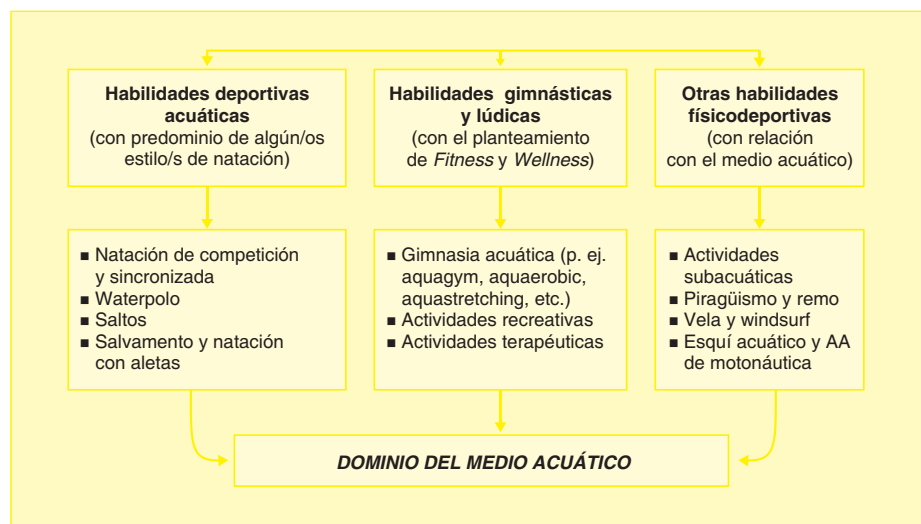 Habilidades deportivas
acuáticas
(con predominio de algún/os
estilo/s de natación)
Habilidades gimnásticas
y lúdicas
(con el planteamiento
de Fitness y Wellness)
Otras habilidades
físicodeportivas
(con relación
con el medio acuático)
■ Natación de competición
y sincronizada
■ Waterpolo
■ Saltos
■ Salvamento y natación
con aletas
■ Gimnasia acuática (p. ej.
aquagym, aquaerobic,
aquastretching, etc.)
■ Actividades recreativas
■ Actividades terapéuticas
■ Actividades
subacuáticas
■ Piragüismo y remo
■ Vela y windsurf
■ Esquí acuático y AA
de motonáutica
DOMINIO DEL MEDIO ACUÁTICO